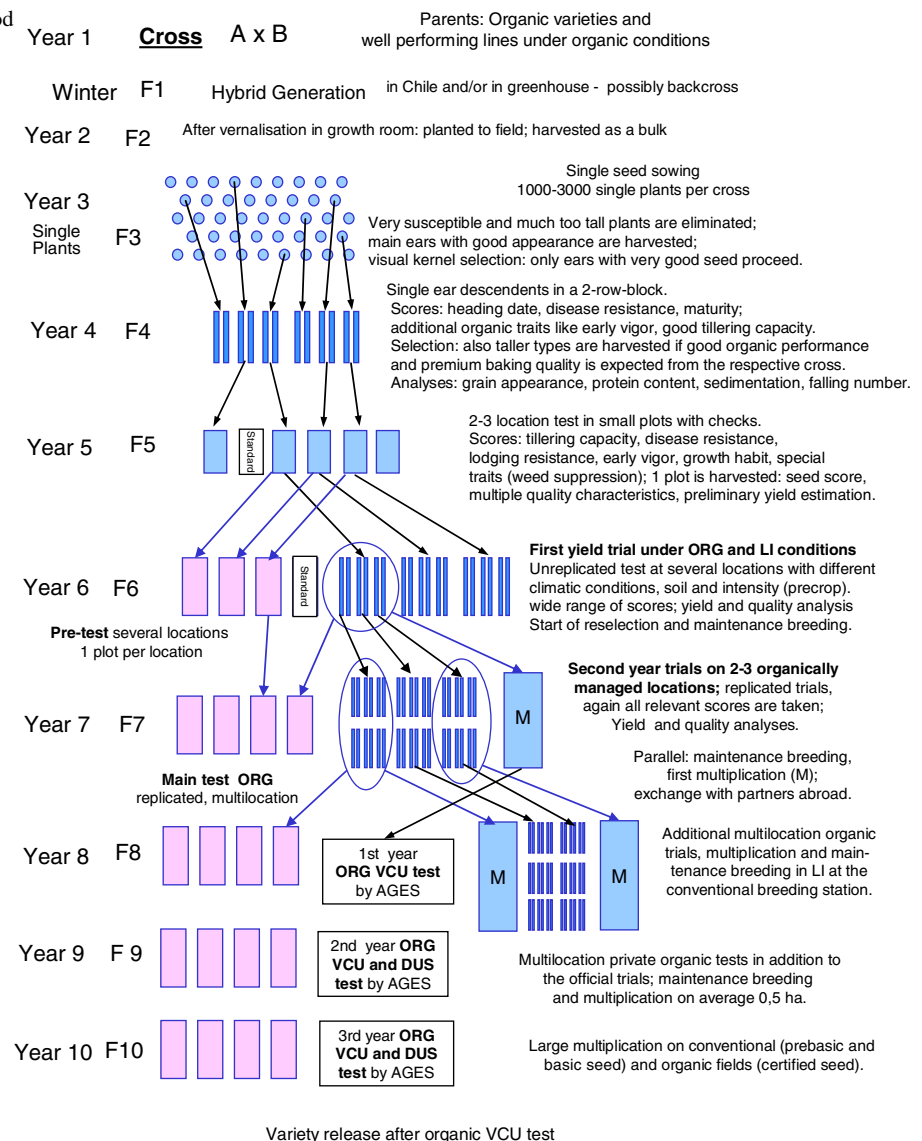 od
Year 1 Cross A x B Parents: Organic varieties and
well performing lines under organic conditions
Winter F1 Hybrid Generation in Chile and/or in greenhouse - possibly backcross
Year 2 F2 After vernalisation in growth room: planted to field; harvested as a bulk
Single seed sowing
1000-3000 single plants per cross
Year 3
Single
Plants
F3
Very susceptible and much too tall plants are eliminated;
main ears with good appearance are harvested;
visual kernel selection: only ears with very good seed proceed.
Year 4 F4
Single ear descendents in a 2-row-block.
Scores: heading date, disease resistance, maturity;
additional organic traits like early vigor, good tillering capacity.
Selection: also taller types are harvested if good organic performance
and premium baking quality is expected from the respective cross.
Analyses: grain appearance, protein content, sedimentation, falling number.
Year 5 F5
Standard
2-3 location test in small plots with checks.
Scores: tillering capacity, disease resistance,
lodging resistance, early vigor, growth habit, special
traits (weed suppression); 1 plot is harvested: seed score,
multiple quality characteristics, preliminary yield estimation.
Year 6 F6
Standard
First yield trial under ORG and LI conditions
Unreplicated test at several locations with different
climatic conditions, soil and intensity (precrop).
wide range of scores; yield and quality analysis
Start of reselection and maintenance breeding.
Pre-test several locations
1 plot per location
Year 7 F7
M
Second year trials on 2-3 organically
managed locations; replicated trials,
again all relevant scores are taken;
Yield and quality analyses.
Parallel: maintenance breeding,
first multiplication (M);
exchange with partners abroad.
Main test ORG
replicated, multilocation
Year 8 F8
1st year
ORG VCU test
by AGES
M
M
Additional multilocation organic
trials, multiplication and main-
tenance breeding in LI at the
conventional breeding station.
Year 9 F 9
2nd year ORG
VCU and DUS
test by AGES
Multilocation private organic tests in addition to
the official trials; maintenance breeding
and multiplication on average 0,5 ha.
Year 10 F10
3rd year ORG
VCU and DUS
test by AGES
Large multiplication on conventional (prebasic and
basic seed) and organic fields (certified seed).
Variety release after organic VCU test